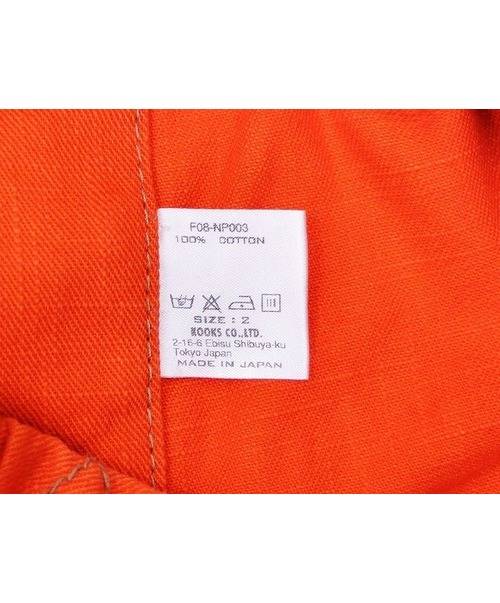 F08-NP003
100% COTTON
SIZE : 2
KOOKS CO.,LTD.
2-16-6 Ebisu Shibuya-ku
Tokyo Japan
MADE IN JAPAN